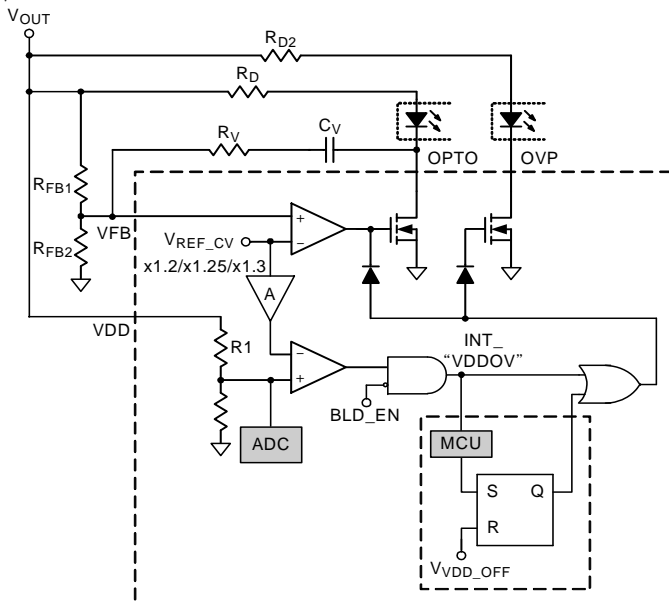 VOUT
RD2
RD
RV
CV
OPTO
OVP
RFB1
VFB
RFB2
VREF_CV
x1.2/x1.25/x1.3
A
VDD
R1
INT_
“VDDOV”
BLD_EN
ADC
MCU
S Q
R
VVDD_OFF
+
−
−
+